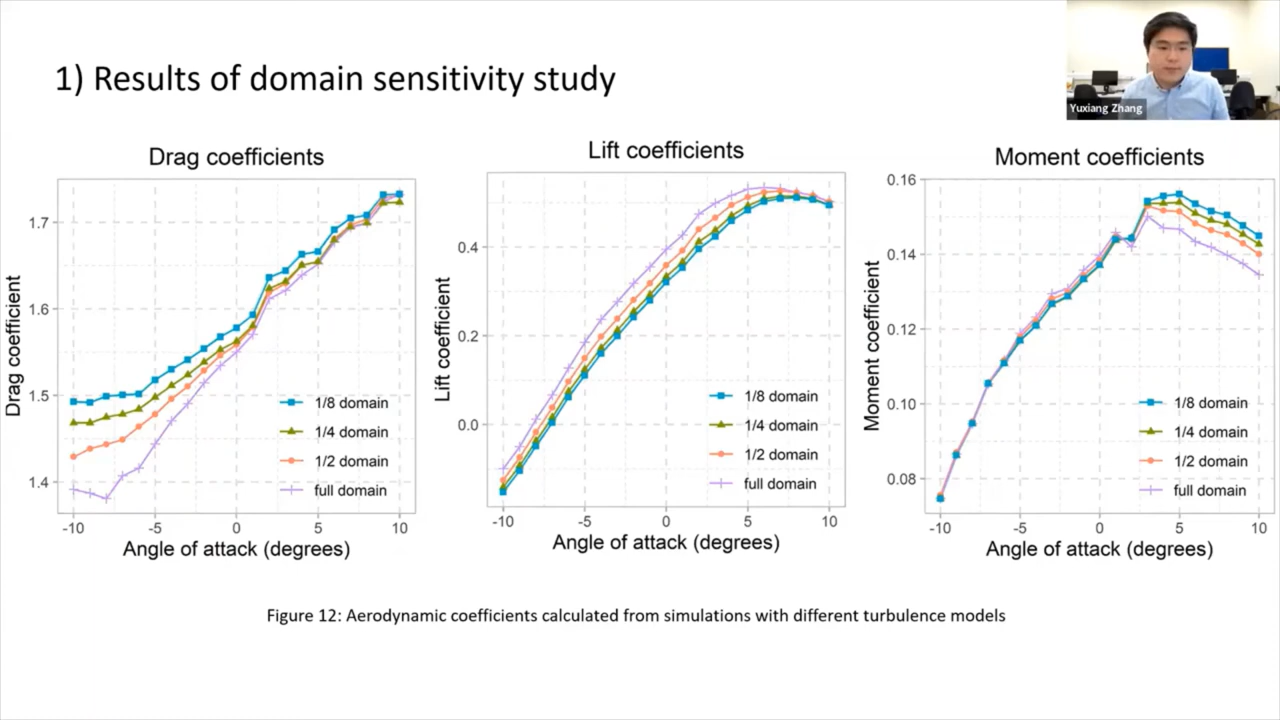 1) Results of domain sensitivity study
Yuxiang Zhang
Drag coefficients
Drag coefficient
1.7
1.6
1.5
1.4
-10
-5
0
5
10
Angle of attack (degrees)
1/8 domain
1/4 domain
1/2 domain
full domain
Lift coefficients
Lift coefficient
0.4
0.2
0.0
-10
-5
0
5
10
Angle of attack (degrees)
1/8 domain
1/4 domain
1/2 domain
full domain
Moment coefficients
Moment coefficient
0.16
0.14
0.12
0.10
0.08
-10
-5
0
5
10
Angle of attack (degrees)
1/8 domain
1/4 domain
1/2 domain
full domain
Figure 12: Aerodynamic coefficients calculated from simulations with different turbulence models